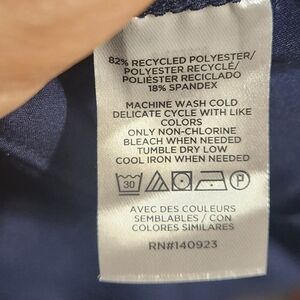 82% RECYCLED POLYESTER/
POLYESTER RECYCLÉ/
POLIÉSTER RECICLADO
18% SPANDEX
MACHINE WASH COLD
DELICATE CYCLE WITH LIKE
COLORS
ONLY NON-CHLORINE
BLEACH WHEN NEEDED
TUMBLE DRY LOW
COOL IRON WHEN NEEDED
30 P
AVEC DES COULEURS
SEMBLABLES / CON
COLORES SIMILARES
RN#140923